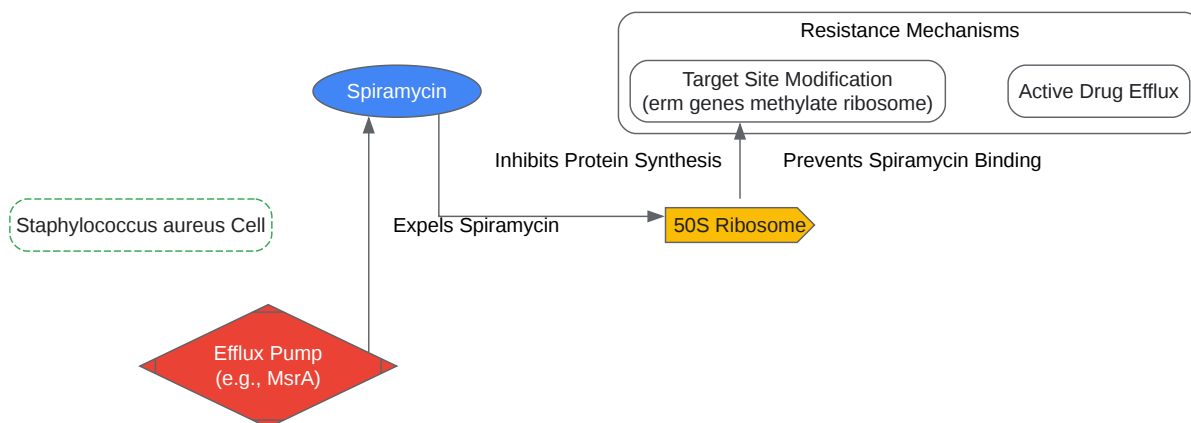 Resistance Mechanisms
Spiramycin
Target Site Modification
(erm genes methylate ribosome)
Active Drug Efflux
Inhibits Protein Synthesis
Prevents Spiramycin Binding
Staphylococcus aureus Cell
Expels Spiramycin
50S Ribosome
Efflux Pump
(e.g., MsrA)